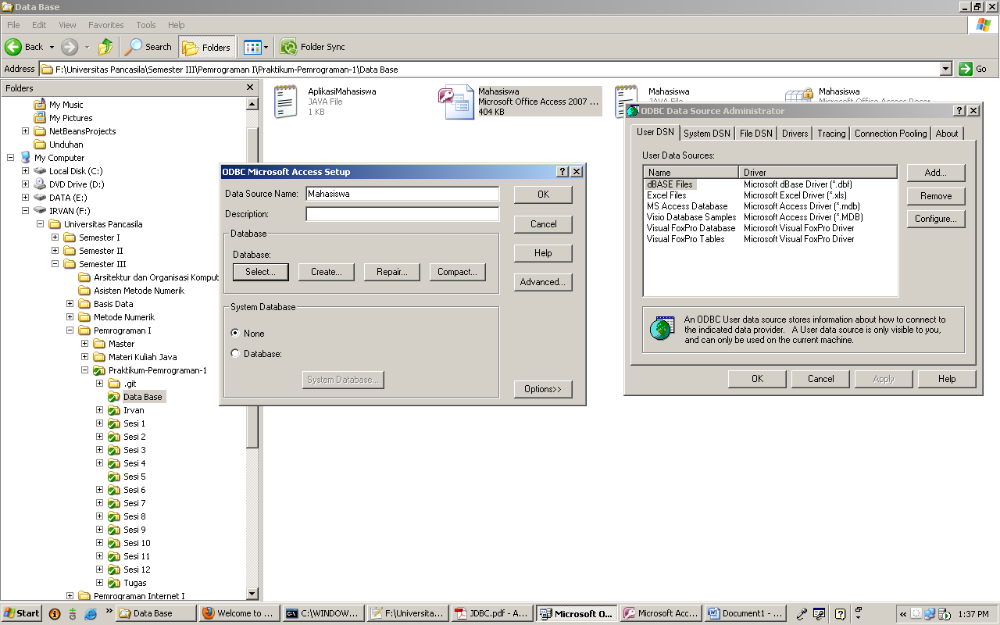 Data Base
File Edit View Favorites Tools Help
Back Search Folders Folder Sync
Address F:\Universitas Pancasila\Semester III\Pemrograman I\Praktikum-Pemrograman-1\Data Base Go
Folders
My Music
My Pictures
NetBeansProjects
Unduhan
My Computer
Local Disk (C:)
DVD Drive (D:)
DATA (E:)
IRVAN (F:)
Universitas Pancasila
Semester I
Semester II
Semester III
Arsitektur dan Organisasi Komput
Asisten Metode Numerik
Basis Data
Metode Numerik
Pemrograman I
Master
Materi Kuliah Java
Praktikum-Pemrograman-1
.git
Data Base
Irvan
Sesi 1
Sesi 2
Sesi 3
Sesi 4
Sesi 5
Sesi 6
Sesi 7
Sesi 8
Sesi 9
Sesi 10
Sesi 11
Sesi 12
Tugas
Pemrograman Internet I
AplikasiMahasiswa
JAVA File
1 KB
Mahasiswa
Microsoft Office Access 2007 ...
404 KB
Mahasiswa
JAVA File
Mahasiswa
Microsoft Office Access Recor
ODBC Microsoft Access Setup
Data Source Name: Mahasiswa
Description:
Database
Database:
Select... Create... Repair... Compact...
System Database
None
Database:
System Database...
OK
Cancel
Help
Advanced...
Options>>
ODBC Data Source Administrator
User DSN System DSN File DSN Drivers Tracing Connection Pooling About
User Data Sources:
Name Driver
dBASE Files Microsoft dBase Driver (*.dbf)
Excel Files Microsoft Excel Driver (*.xls)
MS Access Database Microsoft Access Driver (*.mdb)
Visio Database Samples Microsoft Access Driver (*.MDB)
Visual FoxPro Database Microsoft Visual FoxPro Driver
Visual FoxPro Tables Microsoft Visual FoxPro Driver
Add...
Remove
Configure...
An ODBC User data source stores information about how to connect to
the indicated data provider. A User data source is only visible to you,
and can only be used on the current machine.
OK Cancel Apply Help
Start Data Base Welcome to ... C:\WINDOW... F:\Universita... JDBC.pdf - A... Microsoft O... Microsoft Acc... Document1 - ... 1:37 PM